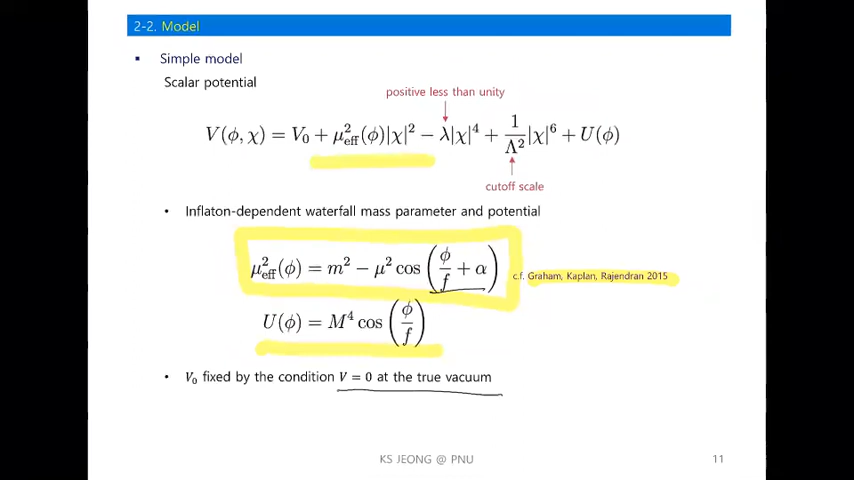 2-2. Model
▪ Simple model
Scalar potential
positive less than unity
V(ϕ, χ) = V₀ + μ²_eff(ϕ)|χ|² − λ|χ|⁴ + 1/Λ² |χ|⁶ + U(ϕ)
cutoff scale
• Inflaton-dependent waterfall mass parameter and potential
μ²_eff(ϕ) = m² − μ² cos(ϕ/f + α)
c.f. Graham, Kaplan, Rajendran 2015
U(ϕ) = M⁴ cos(ϕ/f)
• V₀ fixed by the condition V = 0 at the true vacuum
KS JEONG @ PNU
11